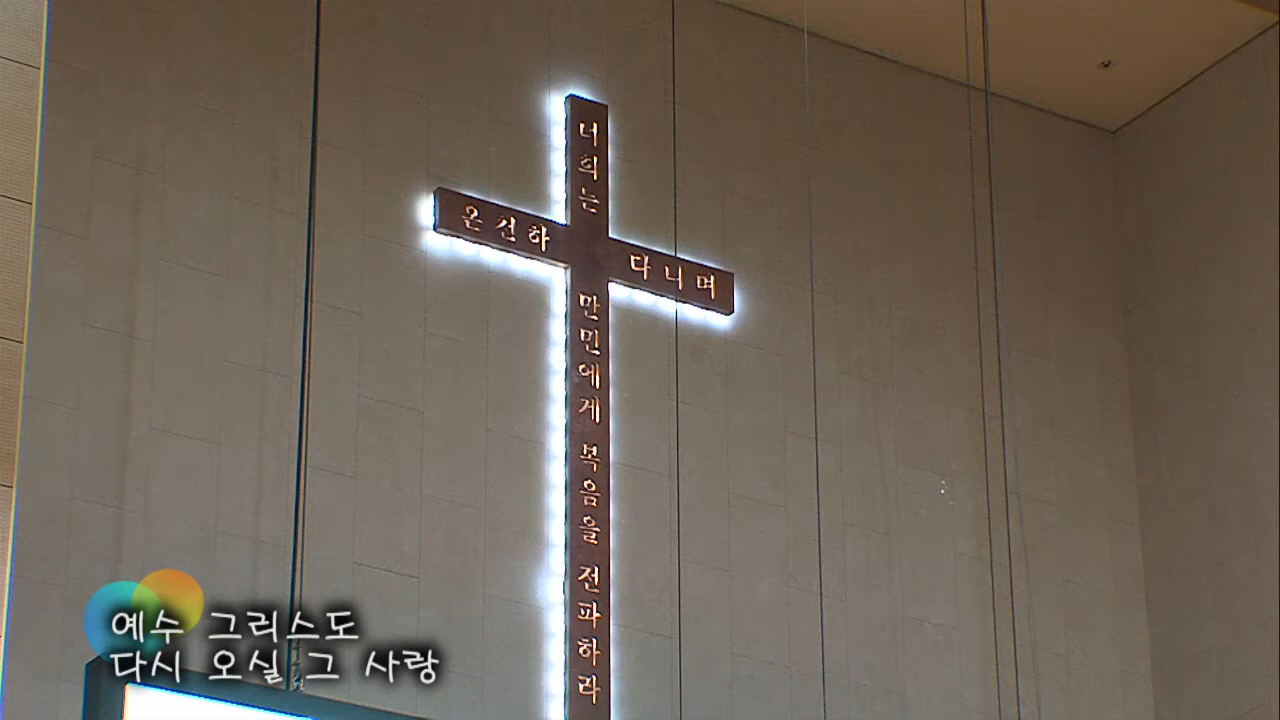 너희는
온 천하 다니며
만민에게 복음을 전파하라
예수 그리스도
다시 오실 그 사랑